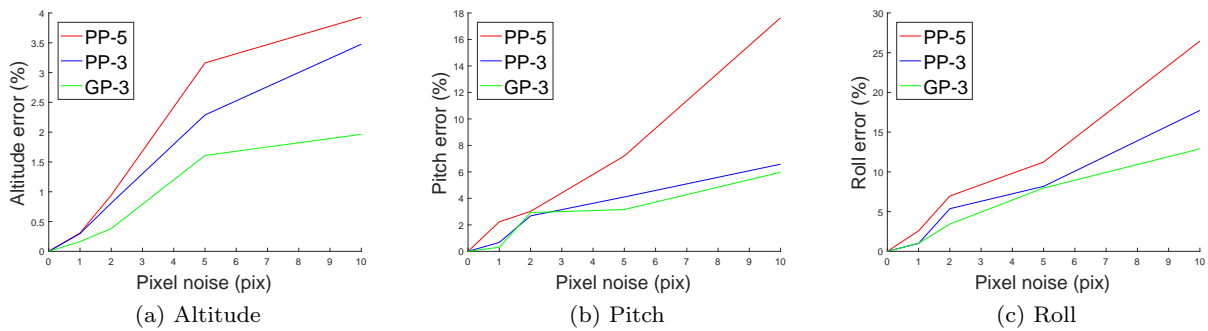 4
3.5
3
2.5
2
1.5
1
0.5
0
Altitude error (%)
PP-5
PP-3
GP-3
0 1 2 3 4 5 6 7 8 9 10
Pixel noise (pix)
(a) Altitude
18
16
14
12
10
8
6
4
2
0
Pitch error (%)
PP-5
PP-3
GP-3
0 1 2 3 4 5 6 7 8 9 10
Pixel noise (pix)
(b) Pitch
30
25
20
15
10
5
0
Roll error (%)
PP-5
PP-3
GP-3
0 1 2 3 4 5 6 7 8 9 10
Pixel noise (pix)
(c) Roll